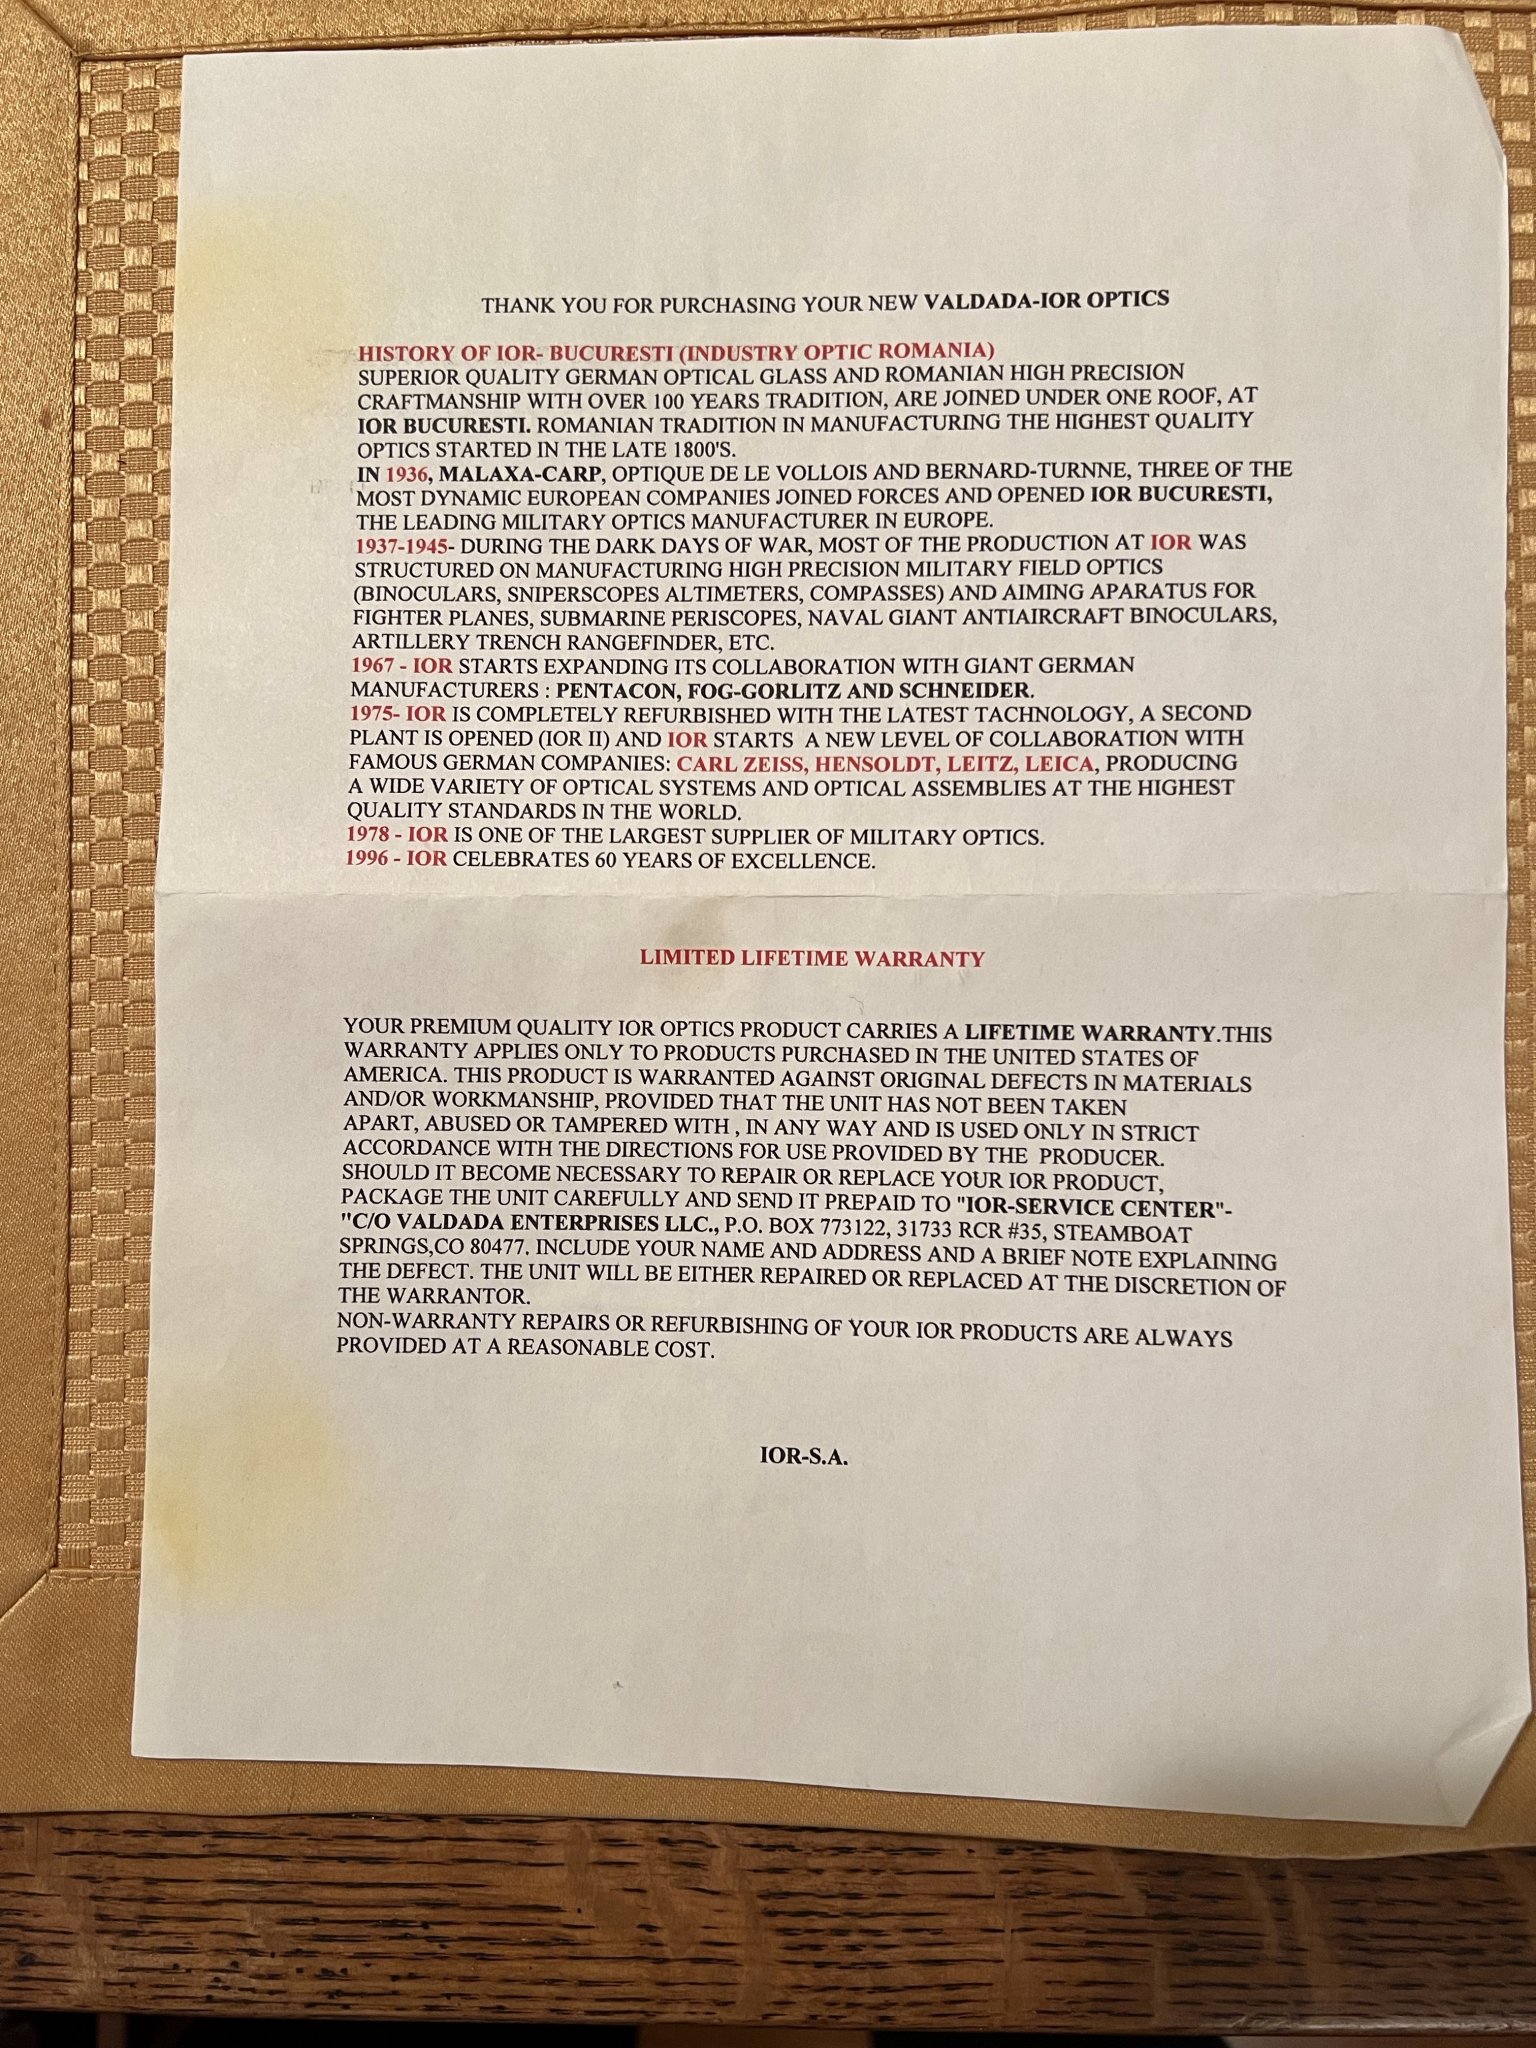 THANK YOU FOR PURCHASING YOUR NEW VALDADA-IOR OPTICS
HISTORY OF IOR- BUCURESTI (INDUSTRY OPTIC ROMANIA)
SUPERIOR QUALITY GERMAN OPTICAL GLASS AND ROMANIAN HIGH PRECISION
CRAFTMANSHIP WITH OVER 100 YEARS TRADITION, ARE JOINED UNDER ONE ROOF, AT
IOR BUCURESTI. ROMANIAN TRADITION IN MANUFACTURING THE HIGHEST QUALITY
OPTICS STARTED IN THE LATE 1800'S.
IN 1936, MALAXA-CARP, OPTIQUE DE LE VOLLOIS AND BERNARD-TURNNE, THREE OF THE
MOST DYNAMIC EUROPEAN COMPANIES JOINED FORCES AND OPENED IOR BUCURESTI,
THE LEADING MILITARY OPTICS MANUFACTURER IN EUROPE.
1937-1945- DURING THE DARK DAYS OF WAR, MOST OF THE PRODUCTION AT IOR WAS
STRUCTURED ON MANUFACTURING HIGH PRECISION MILITARY FIELD OPTICS
(BINOCULARS, SNIPERSCOPES ALTIMETERS, COMPASSES) AND AIMING APARATUS FOR
FIGHTER PLANES, SUBMARINE PERISCOPES, NAVAL GIANT ANTIAIRCRAFT BINOCULARS,
ARTILLERY TRENCH RANGEFINDER, ETC.
1967 - IOR STARTS EXPANDING ITS COLLABORATION WITH GIANT GERMAN
MANUFACTURERS : PENTACON, FOG-GORLITZ AND SCHNEIDER.
1975- IOR IS COMPLETELY REFURBISHED WITH THE LATEST TACHNOLOGY, A SECOND
PLANT IS OPENED (IOR II) AND IOR STARTS A NEW LEVEL OF COLLABORATION WITH
FAMOUS GERMAN COMPANIES: CARL ZEISS, HENSOLDT, LEITZ, LEICA, PRODUCING
A WIDE VARIETY OF OPTICAL SYSTEMS AND OPTICAL ASSEMBLIES AT THE HIGHEST
QUALITY STANDARDS IN THE WORLD.
1978 - IOR IS ONE OF THE LARGEST SUPPLIER OF MILITARY OPTICS.
1996 - IOR CELEBRATES 60 YEARS OF EXCELLENCE.
LIMITED LIFETIME WARRANTY
YOUR PREMIUM QUALITY IOR OPTICS PRODUCT CARRIES A LIFETIME WARRANTY.THIS
WARRANTY APPLIES ONLY TO PRODUCTS PURCHASED IN THE UNITED STATES OF
AMERICA. THIS PRODUCT IS WARRANTED AGAINST ORIGINAL DEFECTS IN MATERIALS
AND/OR WORKMANSHIP, PROVIDED THAT THE UNIT HAS NOT BEEN TAKEN
APART, ABUSED OR TAMPERED WITH , IN ANY WAY AND IS USED ONLY IN STRICT
ACCORDANCE WITH THE DIRECTIONS FOR USE PROVIDED BY THE PRODUCER.
SHOULD IT BECOME NECESSARY TO REPAIR OR REPLACE YOUR IOR PRODUCT,
PACKAGE THE UNIT CAREFULLY AND SEND IT PREPAID TO "IOR-SERVICE CENTER"-
"C/O VALDADA ENTERPRISES LLC., P.O. BOX 773122, 31733 RCR #35, STEAMBOAT
SPRINGS,CO 80477. INCLUDE YOUR NAME AND ADDRESS AND A BRIEF NOTE EXPLAINING
THE DEFECT. THE UNIT WILL BE EITHER REPAIRED OR REPLACED AT THE DISCRETION OF
THE WARRANTOR.
NON-WARRANTY REPAIRS OR REFURBISHING OF YOUR IOR PRODUCTS ARE ALWAYS
PROVIDED AT A REASONABLE COST.
IOR-S.A.